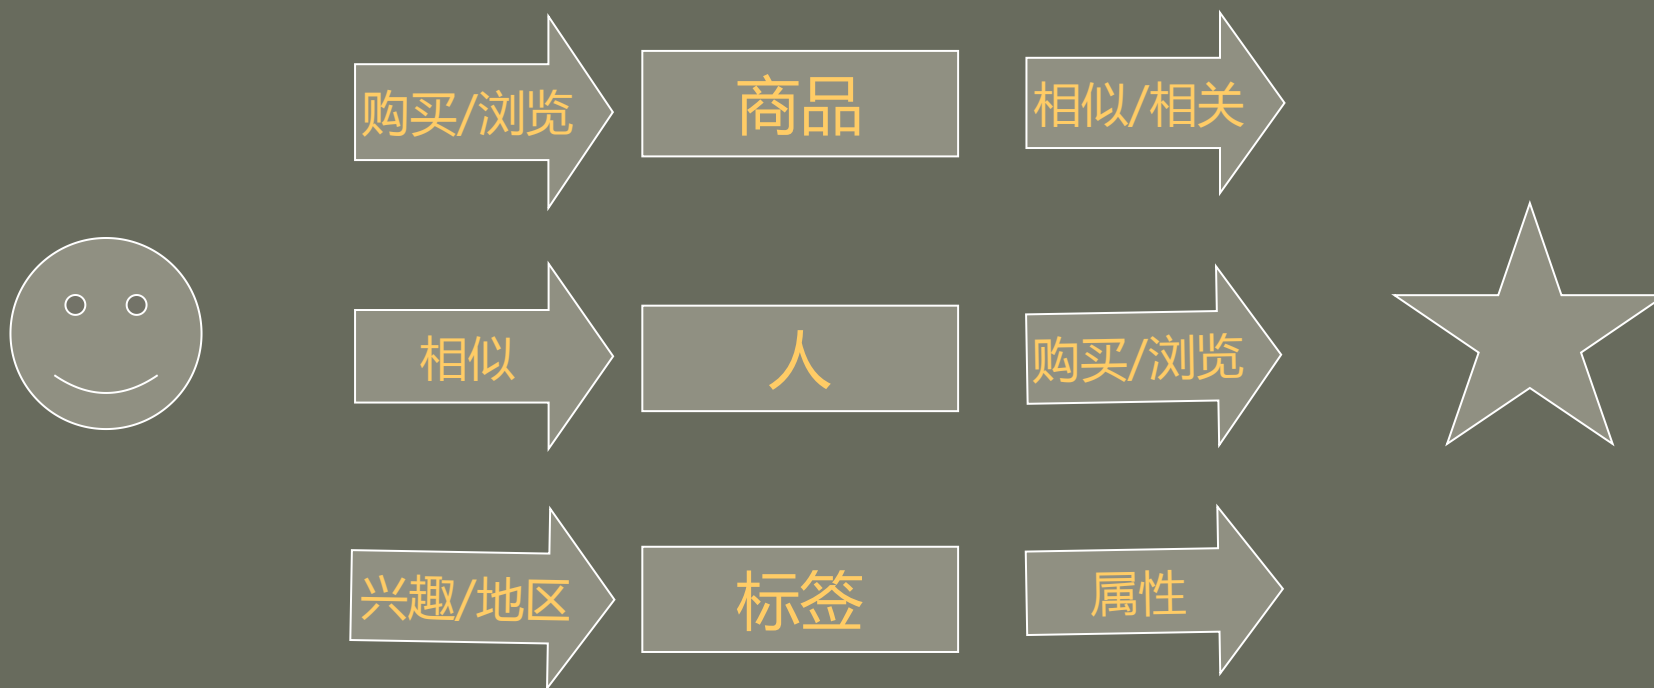 购买/浏览
商品
相似/相关
相似
人
购买/浏览
兴趣/地区
标签
属性